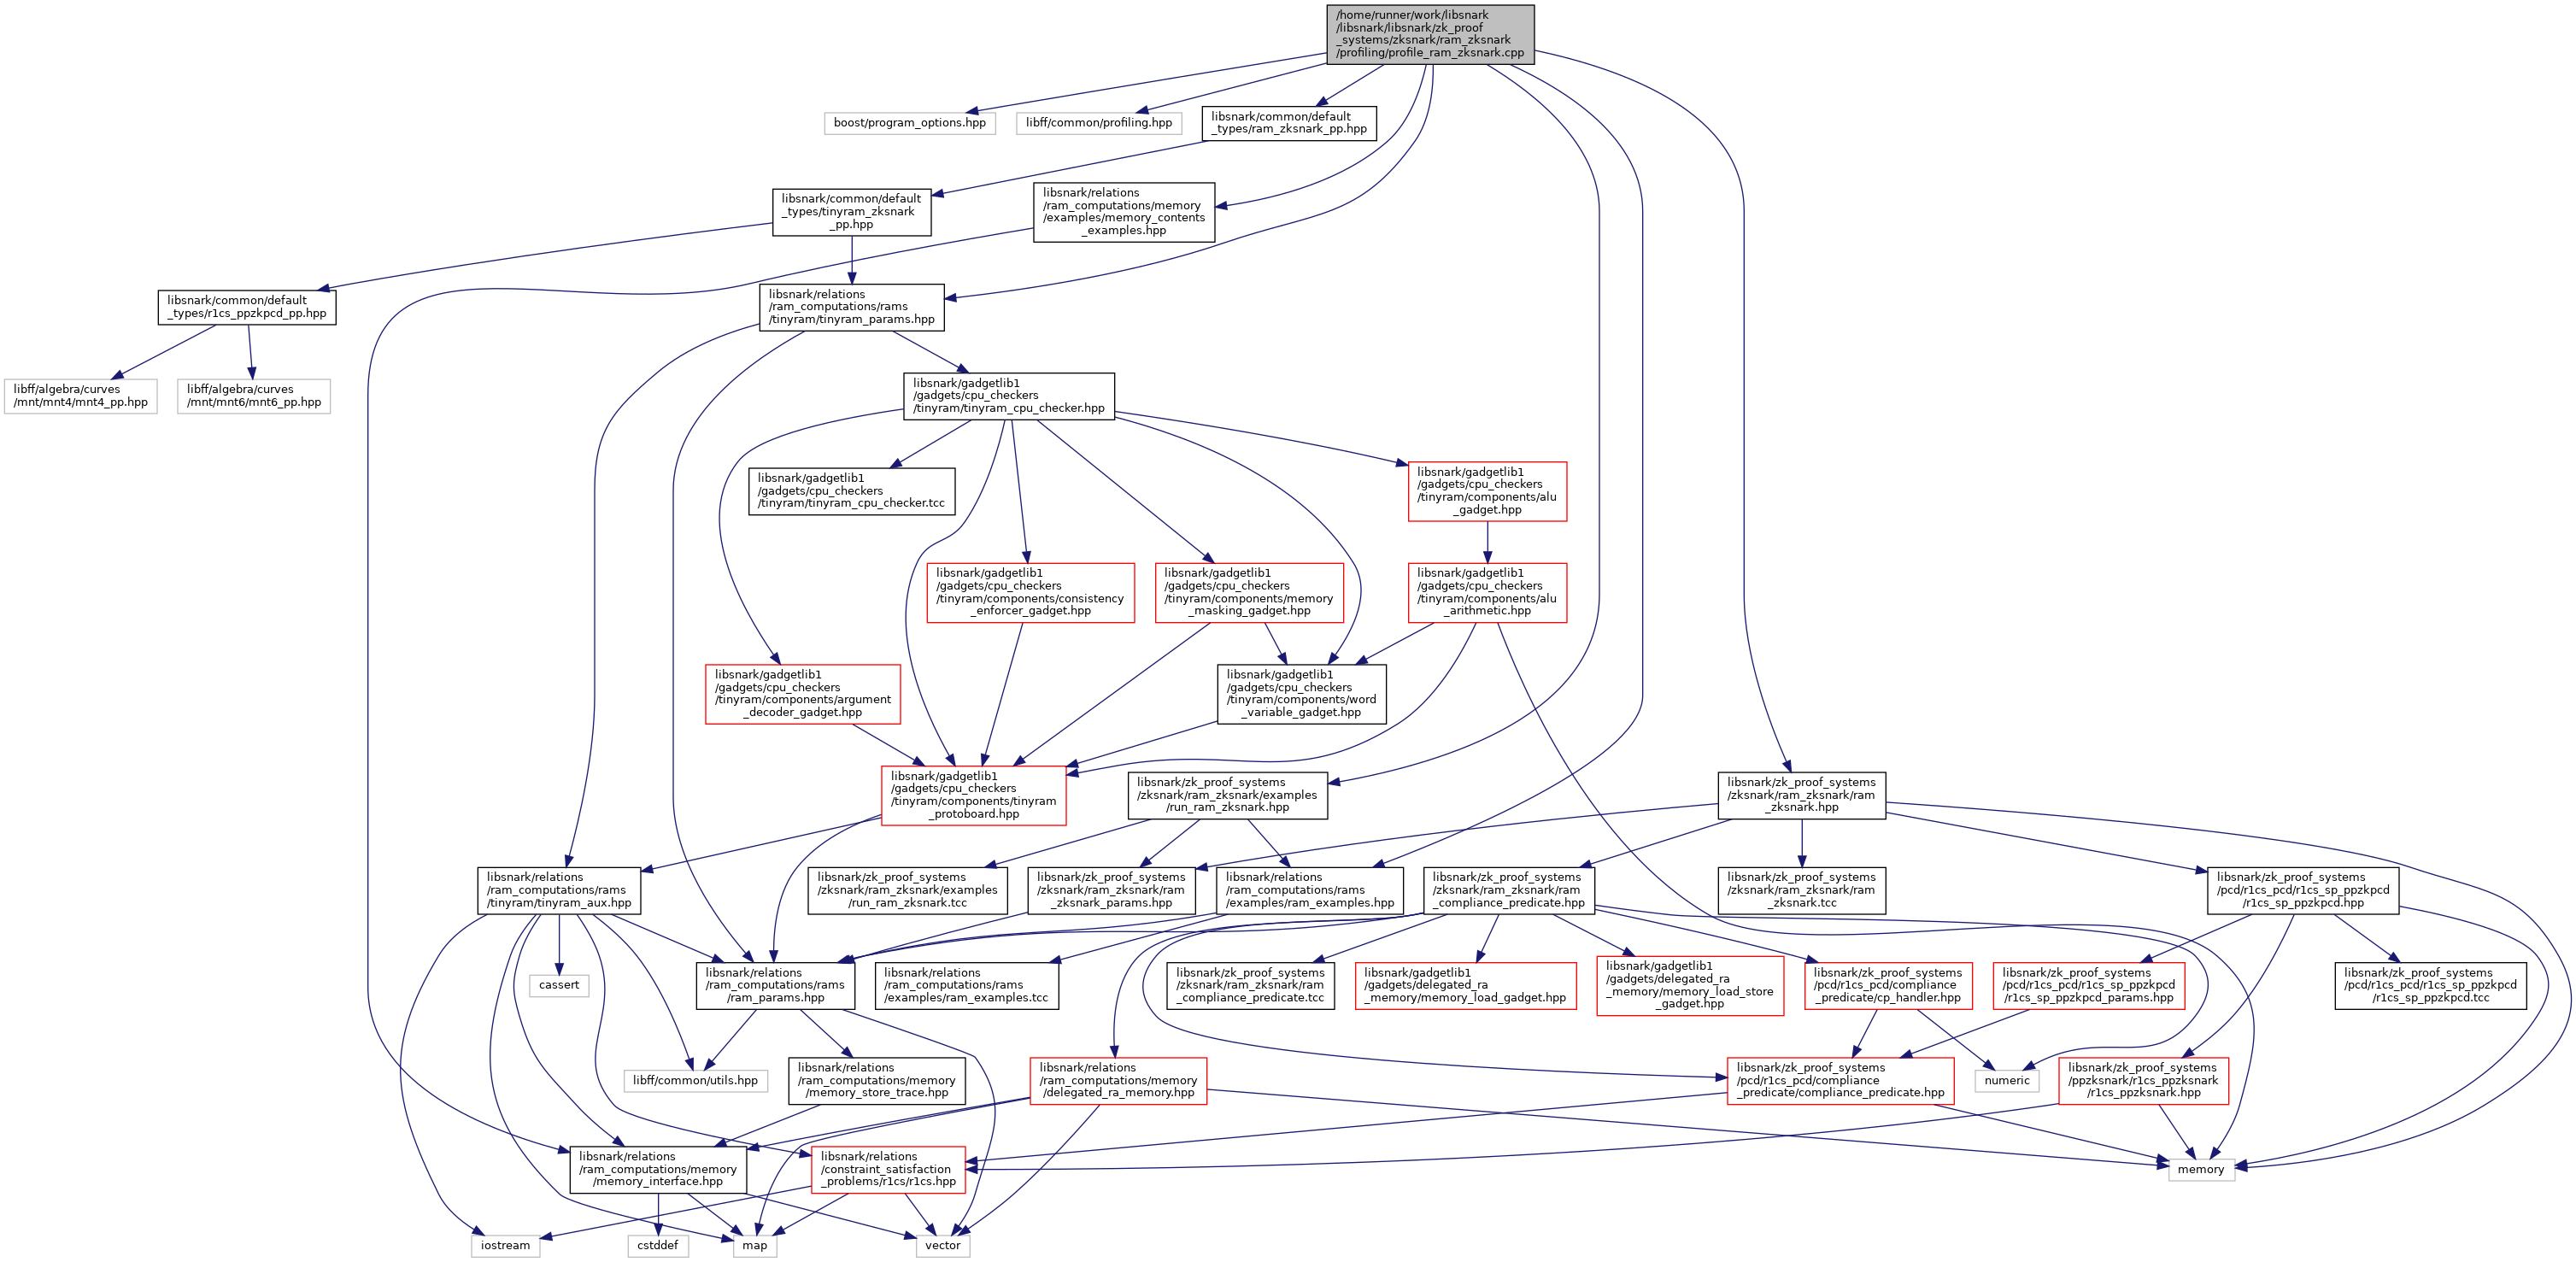 /home/runner/work/libsnark
/libsnark/libsnark/zk_proof
_systems/zksnark/ram_zksnark
/profiling/profile_ram_zksnark.cpp
boost/program_options.hpp
libff/common/profiling.hpp
libsnark/common/default
_types/ram_zksnark_pp.hpp
libsnark/common/default
_types/tinyram_zksnark
_pp.hpp
libsnark/relations
/ram_computations/memory
/examples/memory_contents
_examples.hpp
libsnark/common/default
_types/r1cs_ppzkpcd_pp.hpp
libsnark/relations
/ram_computations/rams
/tinyram/tinyram_params.hpp
libff/algebra/curves
/mnt/mnt4/mnt4_pp.hpp
libff/algebra/curves
/mnt/mnt6/mnt6_pp.hpp
libsnark/gadgetlib1
/gadgets/cpu_checkers
/tinyram/tinyram_cpu_checker.hpp
libsnark/gadgetlib1
/gadgets/cpu_checkers
/tinyram/tinyram_cpu_checker.tcc
libsnark/gadgetlib1
/gadgets/cpu_checkers
/tinyram/components/alu
_gadget.hpp
libsnark/gadgetlib1
/gadgets/cpu_checkers
/tinyram/components/consistency
_enforcer_gadget.hpp
libsnark/gadgetlib1
/gadgets/cpu_checkers
/tinyram/components/memory
_masking_gadget.hpp
libsnark/gadgetlib1
/gadgets/cpu_checkers
/tinyram/components/alu
_arithmetic.hpp
libsnark/gadgetlib1
/gadgets/cpu_checkers
/tinyram/components/argument
_decoder_gadget.hpp
libsnark/gadgetlib1
/gadgets/cpu_checkers
/tinyram/components/word
_variable_gadget.hpp
libsnark/gadgetlib1
/gadgets/cpu_checkers
/tinyram/components/tinyram
_protoboard.hpp
libsnark/zk_proof_systems
/zksnark/ram_zksnark/examples
/run_ram_zksnark.hpp
libsnark/zk_proof_systems
/zksnark/ram_zksnark/ram
_zksnark.hpp
libsnark/relations
/ram_computations/rams
/tinyram/tinyram_aux.hpp
libsnark/zk_proof_systems
/zksnark/ram_zksnark/examples
/run_ram_zksnark.tcc
libsnark/zk_proof_systems
/zksnark/ram_zksnark/ram
_zksnark_params.hpp
libsnark/relations
/ram_computations/rams
/examples/ram_examples.hpp
libsnark/zk_proof_systems
/zksnark/ram_zksnark/ram
_compliance_predicate.hpp
libsnark/zk_proof_systems
/zksnark/ram_zksnark/ram
_zksnark.tcc
libsnark/zk_proof_systems
/pcd/r1cs_pcd/r1cs_sp_ppzkpcd
/r1cs_sp_ppzkpcd.hpp
cassert
libsnark/relations
/ram_computations/rams
/ram_params.hpp
libsnark/relations
/ram_computations/rams
/examples/ram_examples.tcc
libsnark/zk_proof_systems
/zksnark/ram_zksnark/ram
_compliance_predicate.tcc
libsnark/gadgetlib1
/gadgets/delegated_ra
_memory/memory_load_gadget.hpp
libsnark/gadgetlib1
/gadgets/delegated_ra
_memory/memory_load_store
_gadget.hpp
libsnark/zk_proof_systems
/pcd/r1cs_pcd/compliance
_predicate/cp_handler.hpp
libsnark/zk_proof_systems
/pcd/r1cs_pcd/r1cs_sp_ppzkpcd
/r1cs_sp_ppzkpcd_params.hpp
libsnark/zk_proof_systems
/pcd/r1cs_pcd/r1cs_sp_ppzkpcd
/r1cs_sp_ppzkpcd.tcc
libff/common/utils.hpp
libsnark/relations
/ram_computations/memory
/memory_store_trace.hpp
libsnark/relations
/ram_computations/memory
/delegated_ra_memory.hpp
libsnark/zk_proof_systems
/pcd/r1cs_pcd/compliance
_predicate/compliance_predicate.hpp
numeric
libsnark/zk_proof_systems
/ppzksnark/r1cs_ppzksnark
/r1cs_ppzksnark.hpp
libsnark/relations
/ram_computations/memory
/memory_interface.hpp
libsnark/relations
/constraint_satisfaction
_problems/r1cs/r1cs.hpp
memory
iostream
cstddef
map
vector